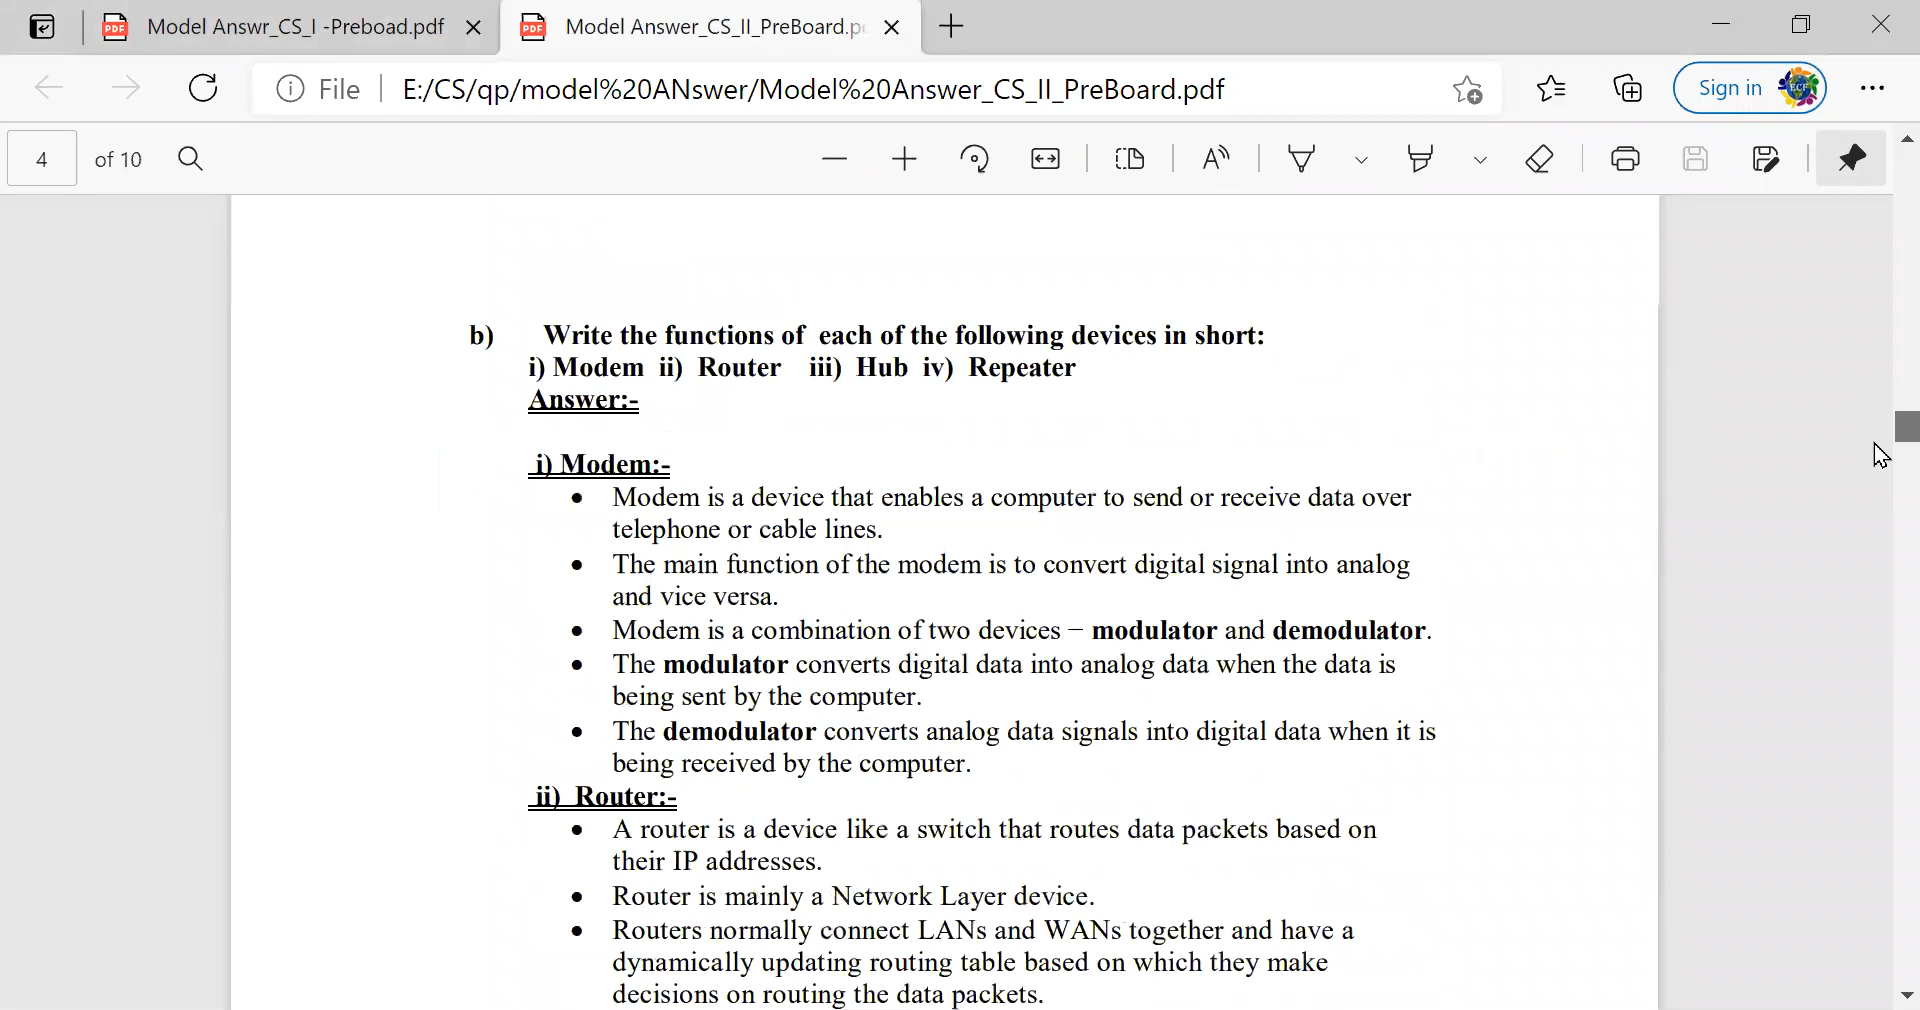 Model Answr_CS_I -Preboad.pdf
Model Answer_CS_II_PreBoard.p
File
E:/CS/qp/model%20ANswer/Model%20Answer_CS_II_PreBoard.pdf
Sign in
4 of 10
b) Write the functions of each of the following devices in short:
i) Modem ii) Router iii) Hub iv) Repeater
Answer:-
i) Modem:-
• Modem is a device that enables a computer to send or receive data over
telephone or cable lines.
• The main function of the modem is to convert digital signal into analog
and vice versa.
• Modem is a combination of two devices − modulator and demodulator.
• The modulator converts digital data into analog data when the data is
being sent by the computer.
• The demodulator converts analog data signals into digital data when it is
being received by the computer.
ii) Router:-
• A router is a device like a switch that routes data packets based on
their IP addresses.
• Router is mainly a Network Layer device.
• Routers normally connect LANs and WANs together and have a
dynamically updating routing table based on which they make
decisions on routing the data packets.